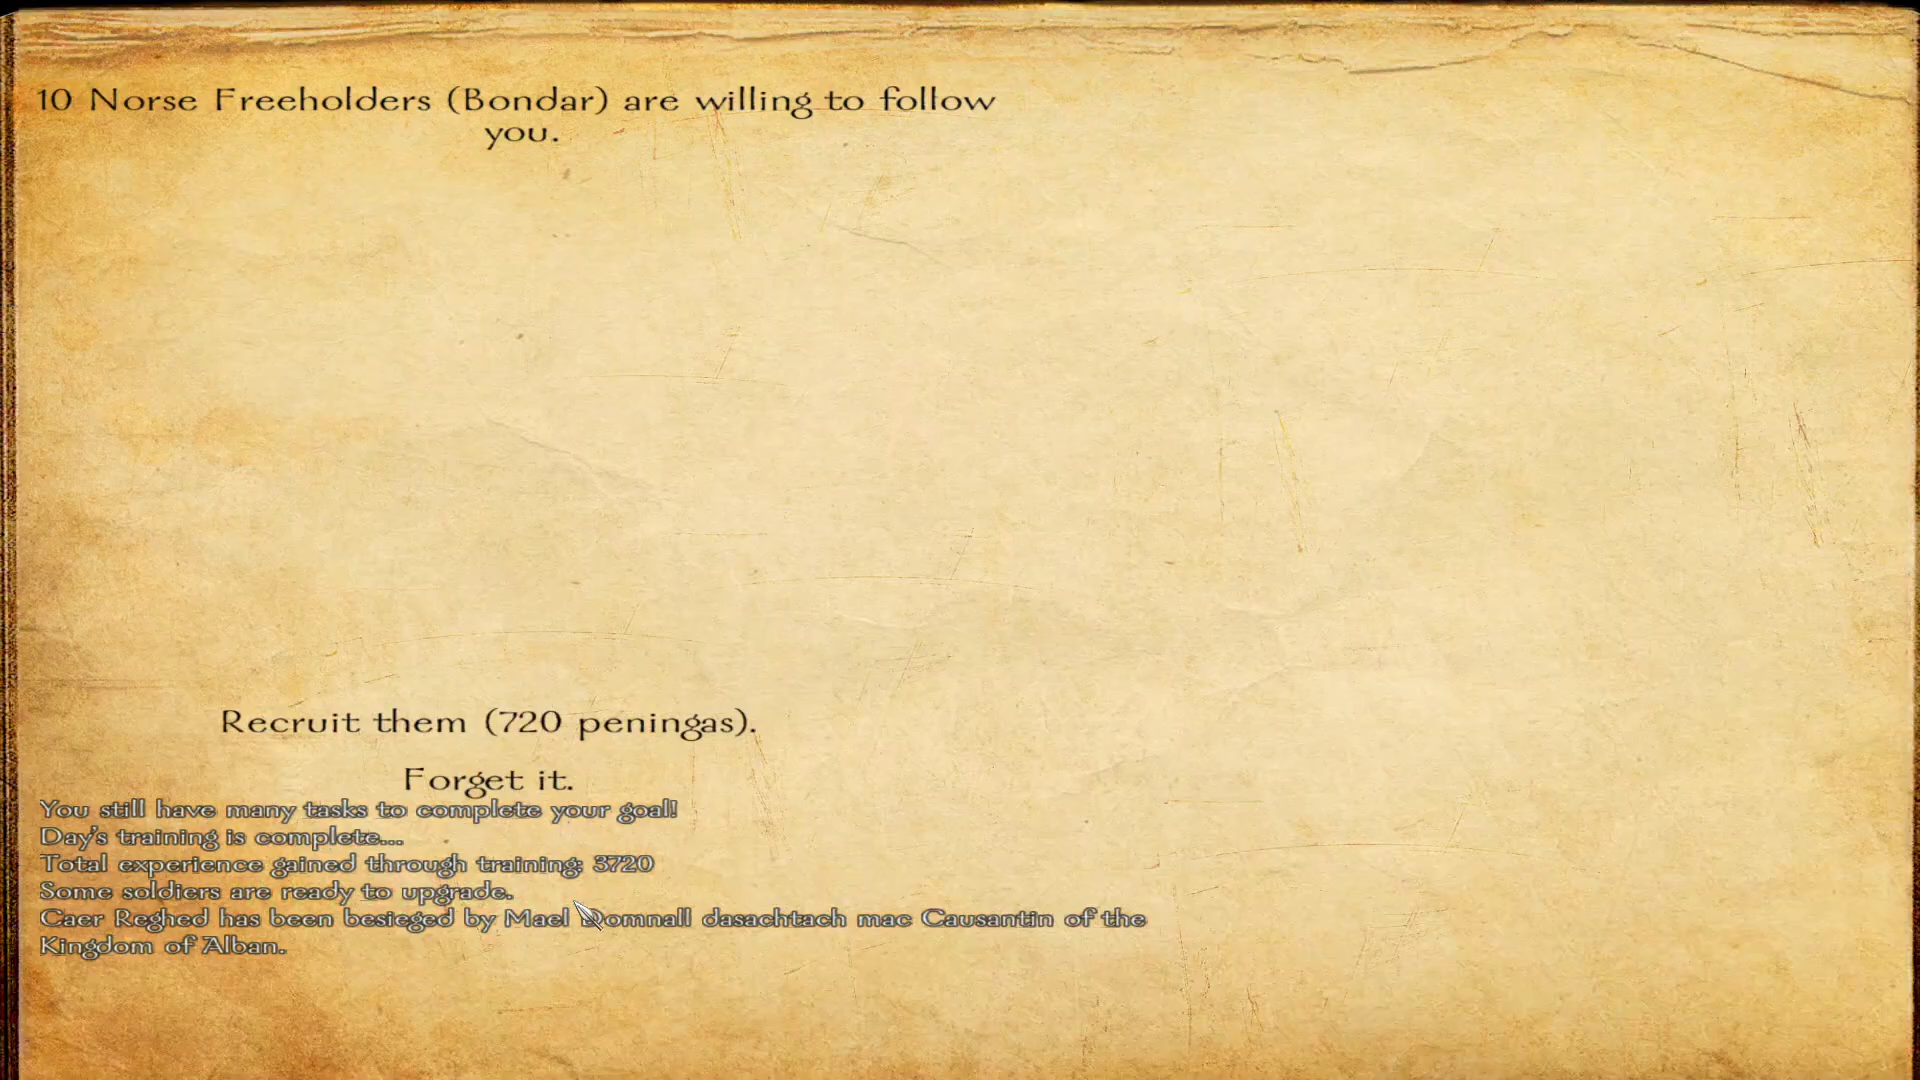 10 Norse Freeholders (Bondar) are willing to follow
you.
Recruit them (720 peningas).
Forget it.
You still have many tasks to complete your goal!
Day's training is complete...
Total experience gained through training: 3720
Some soldiers are ready to upgrade.
Caer Reghed has been besieged by Mael Domnall dasachtach mac Causantin of the
Kingdom of Alban.